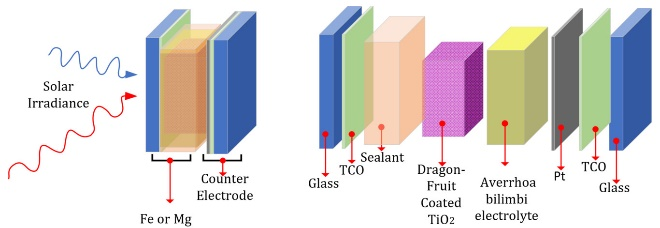 Solar
Irradiance
Fe or Mg
Counter
Electrode
Glass
TCO
Sealant
Dragon-
Fruit
Coated
TiO2
Averrhoa
bilimbi
electrolyte
Pt
TCO
Glass